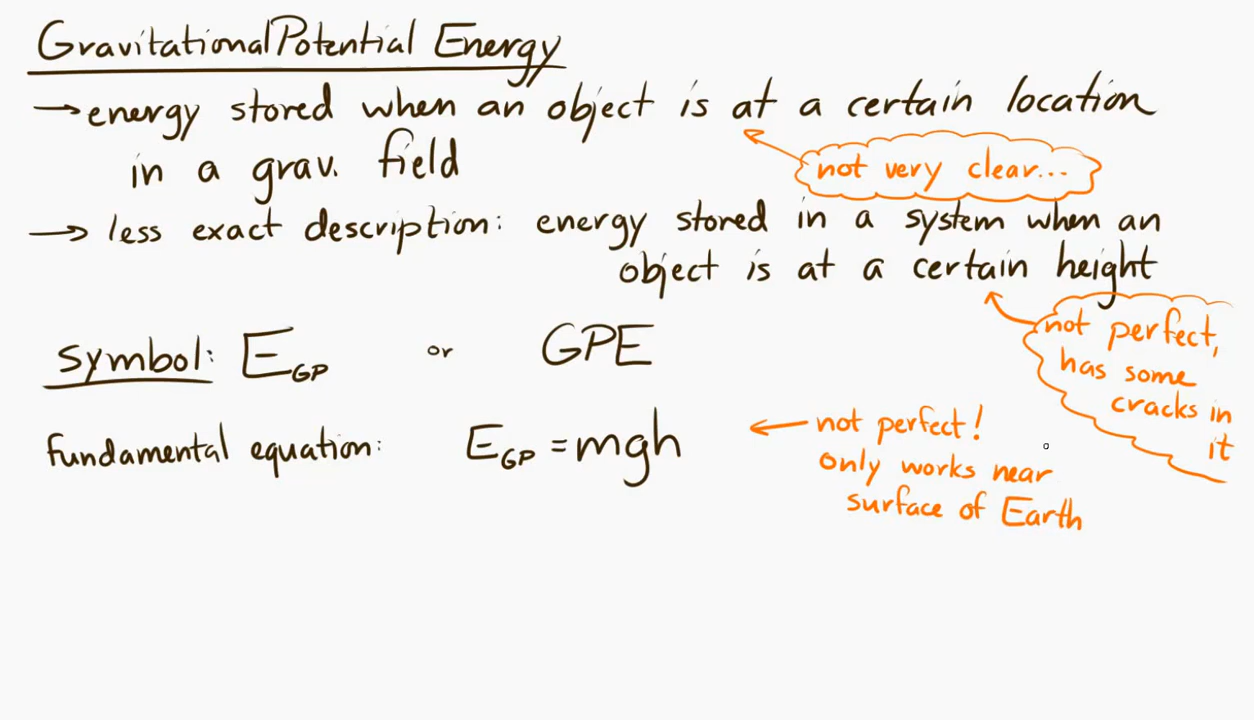 Gravitational Potential Energy
→ energy stored when an object is at a certain location
in a grav. field
not very clear...
→ less exact description: energy stored in a system when an
object is at a certain height
not perfect,
has some
cracks in
it
Symbol: E_GP or GPE
fundamental equation: E_GP = mgh
← not perfect!
only works near
surface of Earth